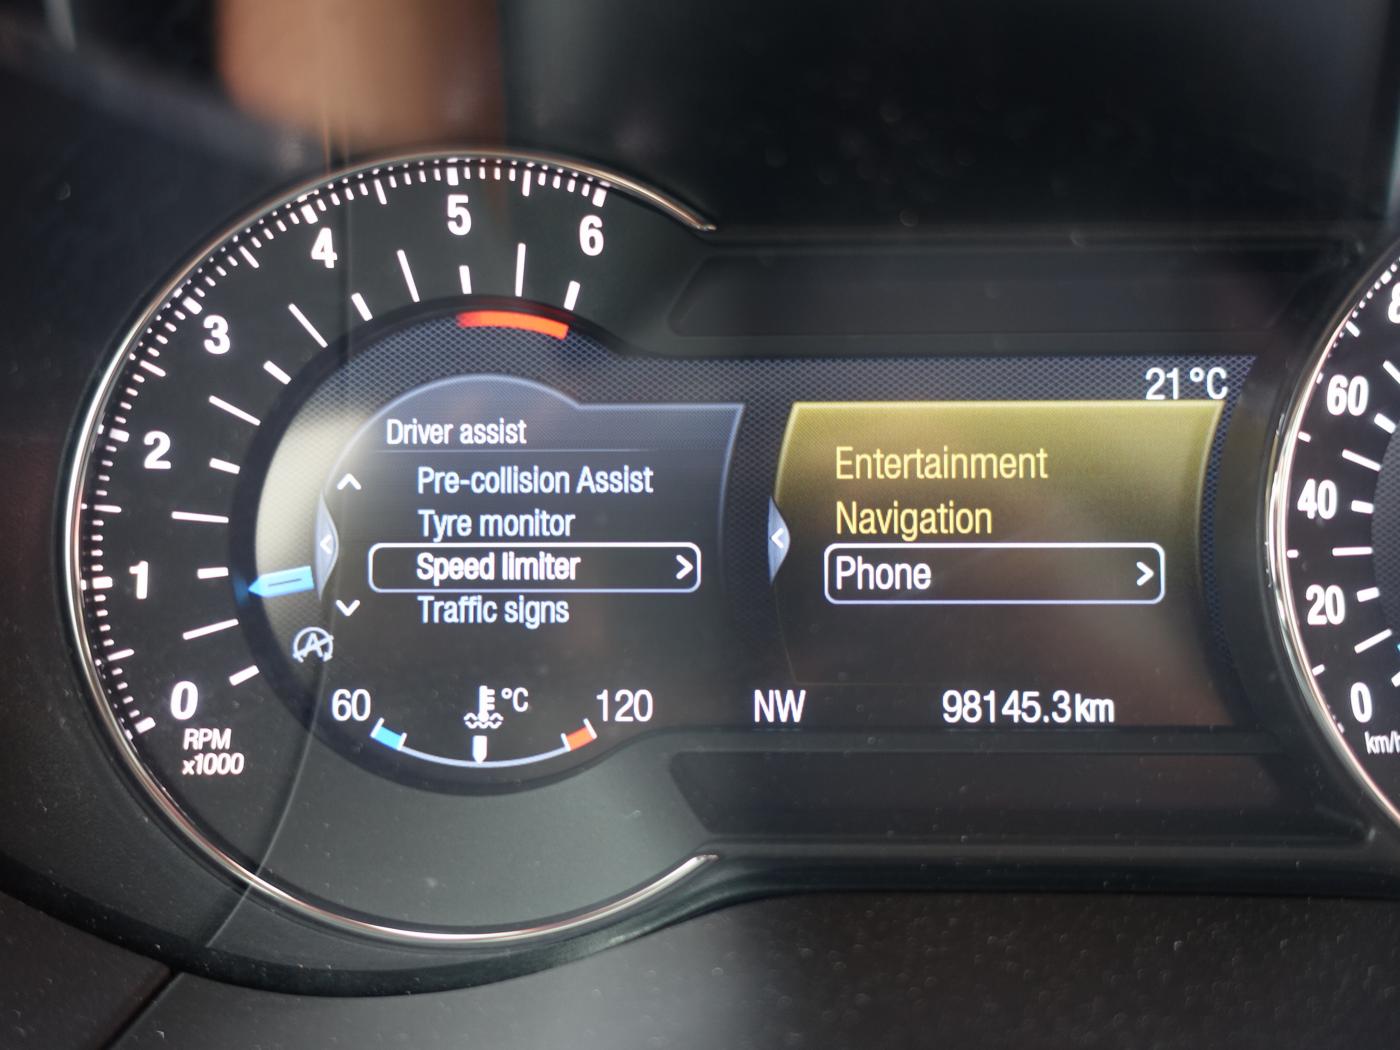 5
4
6
3
2
1
0
RPM
x1000
21°C
Driver assist
Pre-collision Assist
Tyre monitor
Speed limiter
Traffic signs
60
°C
120
Entertainment
Navigation
Phone
NW
98145.3km
60
40
20
0